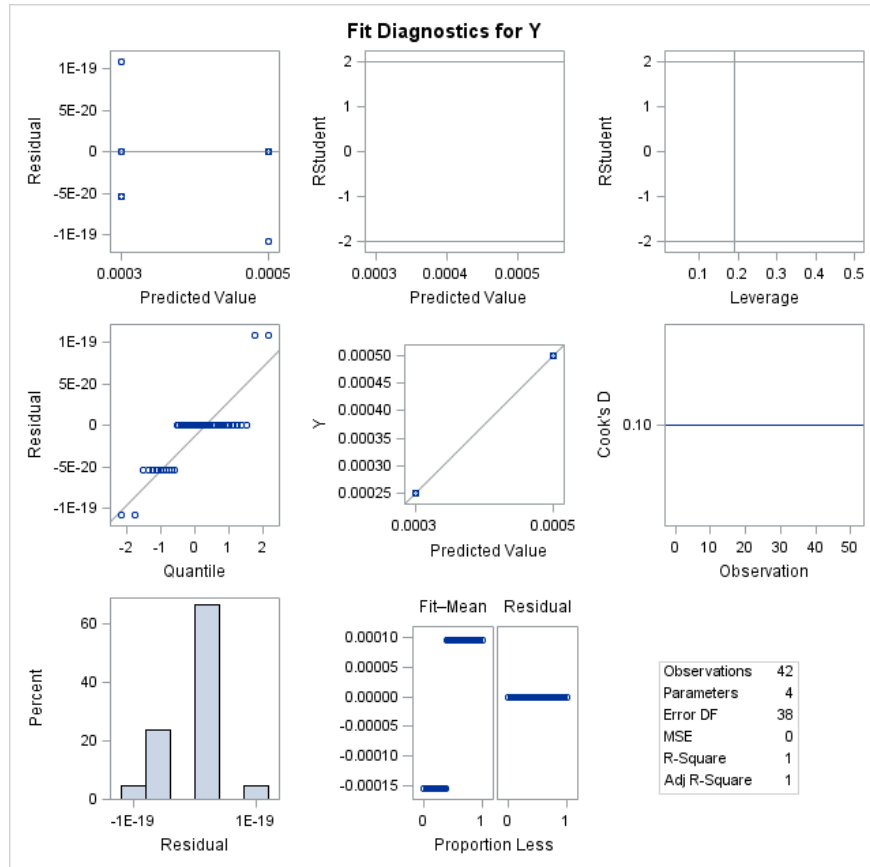 Fit Diagnostics for Y
1E-19
5E-20
0
-5E-20
-1E-19
Residual
0.0003 0.0005
Predicted Value
2
1
0
-1
-2
RStudent
0.0003 0.0004 0.0005
Predicted Value
2
1
0
-1
-2
RStudent
0.1 0.2 0.3 0.4 0.5
Leverage
1E-19
5E-20
0
-5E-20
-1E-19
Residual
-2 -1 0 1 2
Quantile
0.00050
0.00045
0.00040
0.00035
0.00030
0.00025
Y
0.0003 0.0005
Predicted Value
0.10
Cook's D
0 10 20 30 40 50
Observation
60
40
20
0
Percent
-1E-19 1E-19
Residual
Fit–Mean Residual
0.00010
0.00005
0.00000
-0.00005
-0.00010
-0.00015
0 1 0 1
Proportion Less
Observations 42
Parameters 4
Error DF 38
MSE 0
R-Square 1
Adj R-Square 1